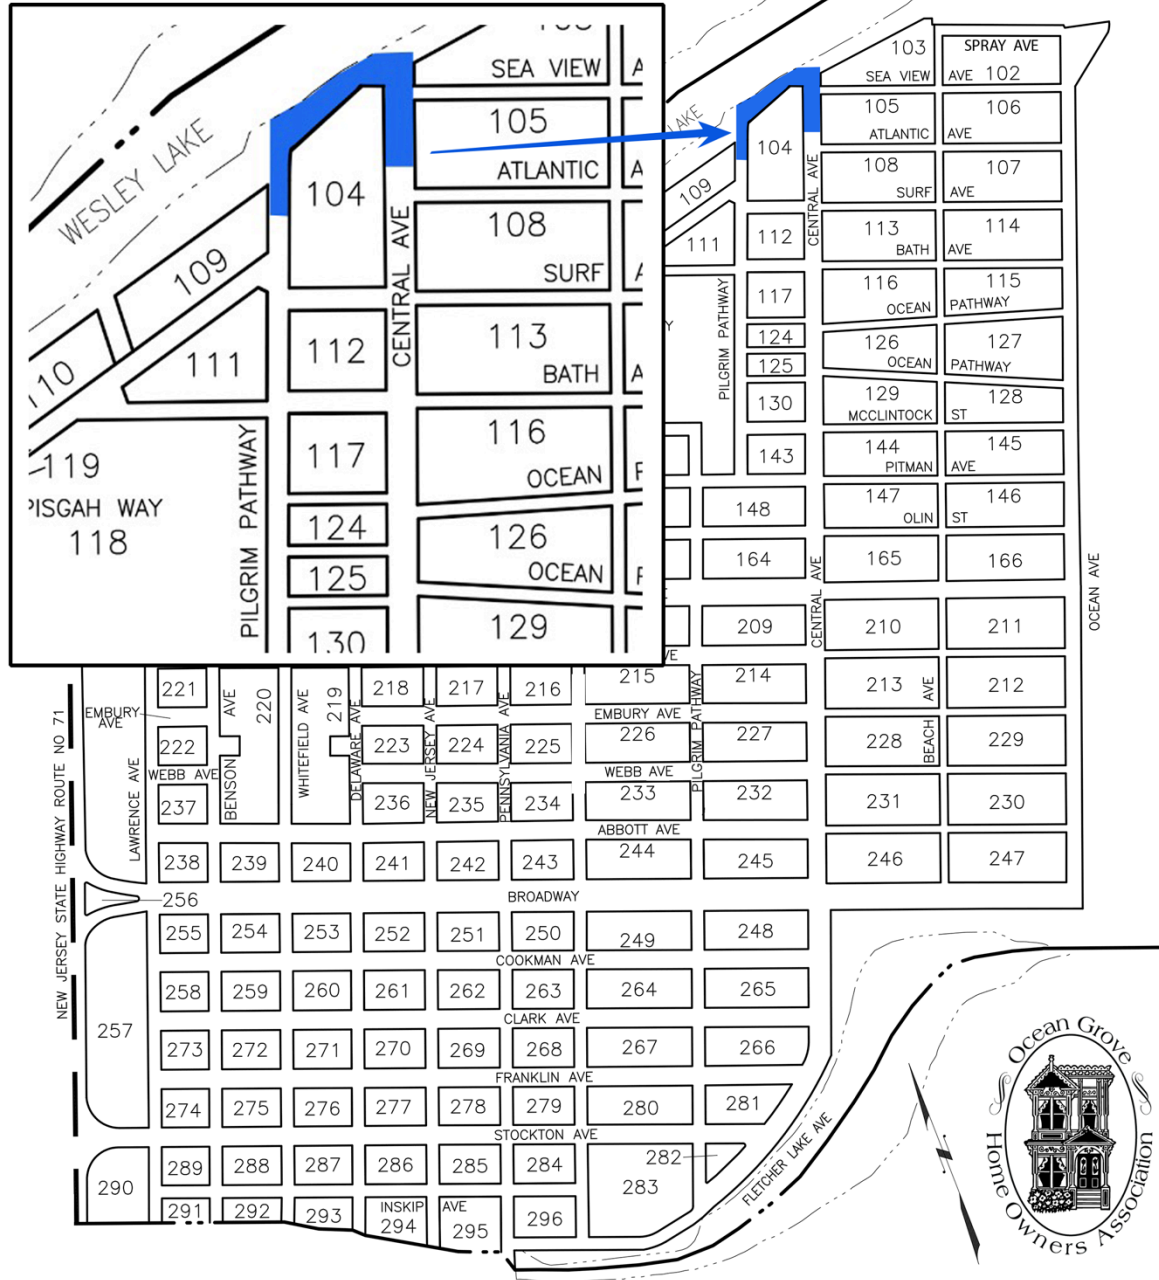 103
SEA VIEW
105
ATLANTIC
104
WESLEY LAKE
108
SURF
109
CENTRAL AVE
113
BATH
112
111
110
116
OCEAN
117
119
PISGAH WAY
118
PILGRIM PATHWAY
124
126
OCEAN
125
129
130
103
SPRAY AVE
SEA VIEW AVE 102
105 106
ATLANTIC AVE
LAKE
104
108 107
SURF AVE
109
CENTRAL AVE
113 114
BATH AVE
111 112
116 115
OCEAN PATHWAY
117
PILGRIM PATHWAY
124
126 127
OCEAN PATHWAY
125
129 128
MCCLINTOCK ST
130
144 145
PITMAN AVE
143
147 146
OLIN ST
148
164 165 166
CENTRAL AVE
OCEAN AVE
209 210 211
221 220 219 218 217 216 215 214 213 212
BENSON AVE
WHITEFIELD AVE
DELAWARE AVE
NEW JERSEY AVE
PENNSYLVANIA AVE
PILGRIM PATHWAY
BEACH AVE
EMBURY AVE
EMBURY AVE
222 223 224 225 226 227 228 229
WEBB AVE
WEBB AVE
LAWRENCE AVE
NEW JERSEY STATE HIGHWAY ROUTE NO 71
237 236 235 234 233 232 231 230
ABBOTT AVE
238 239 240 241 242 243 244 245 246 247
256
BROADWAY
255 254 253 252 251 250 249 248
COOKMAN AVE
258 259 260 261 262 263 264 265
257
CLARK AVE
273 272 271 270 269 268 267 266
FRANKLIN AVE
274 275 276 277 278 279 280 281
STOCKTON AVE
290 289 288 287 286 285 284 283 282
FLETCHER LAKE AVE
291 292 293 294 295 296
INSKIP AVE
Ocean Grove
Home Owners Association